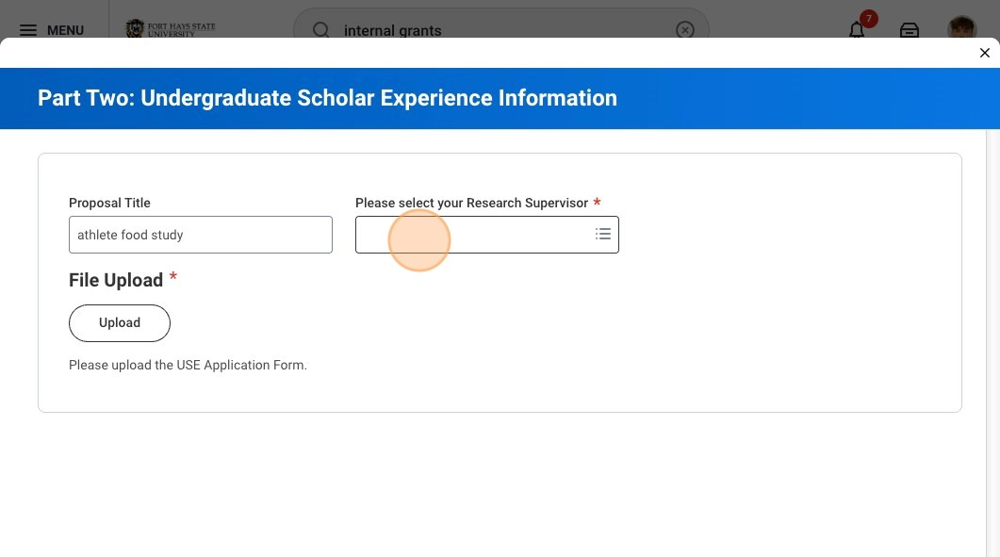 MENU
FORT HAYS STATE
UNIVERSITY
internal grants
7
Part Two: Undergraduate Scholar Experience Information
Proposal Title
Please select your Research Supervisor *
athlete food study
File Upload *
Upload
Please upload the USE Application Form.